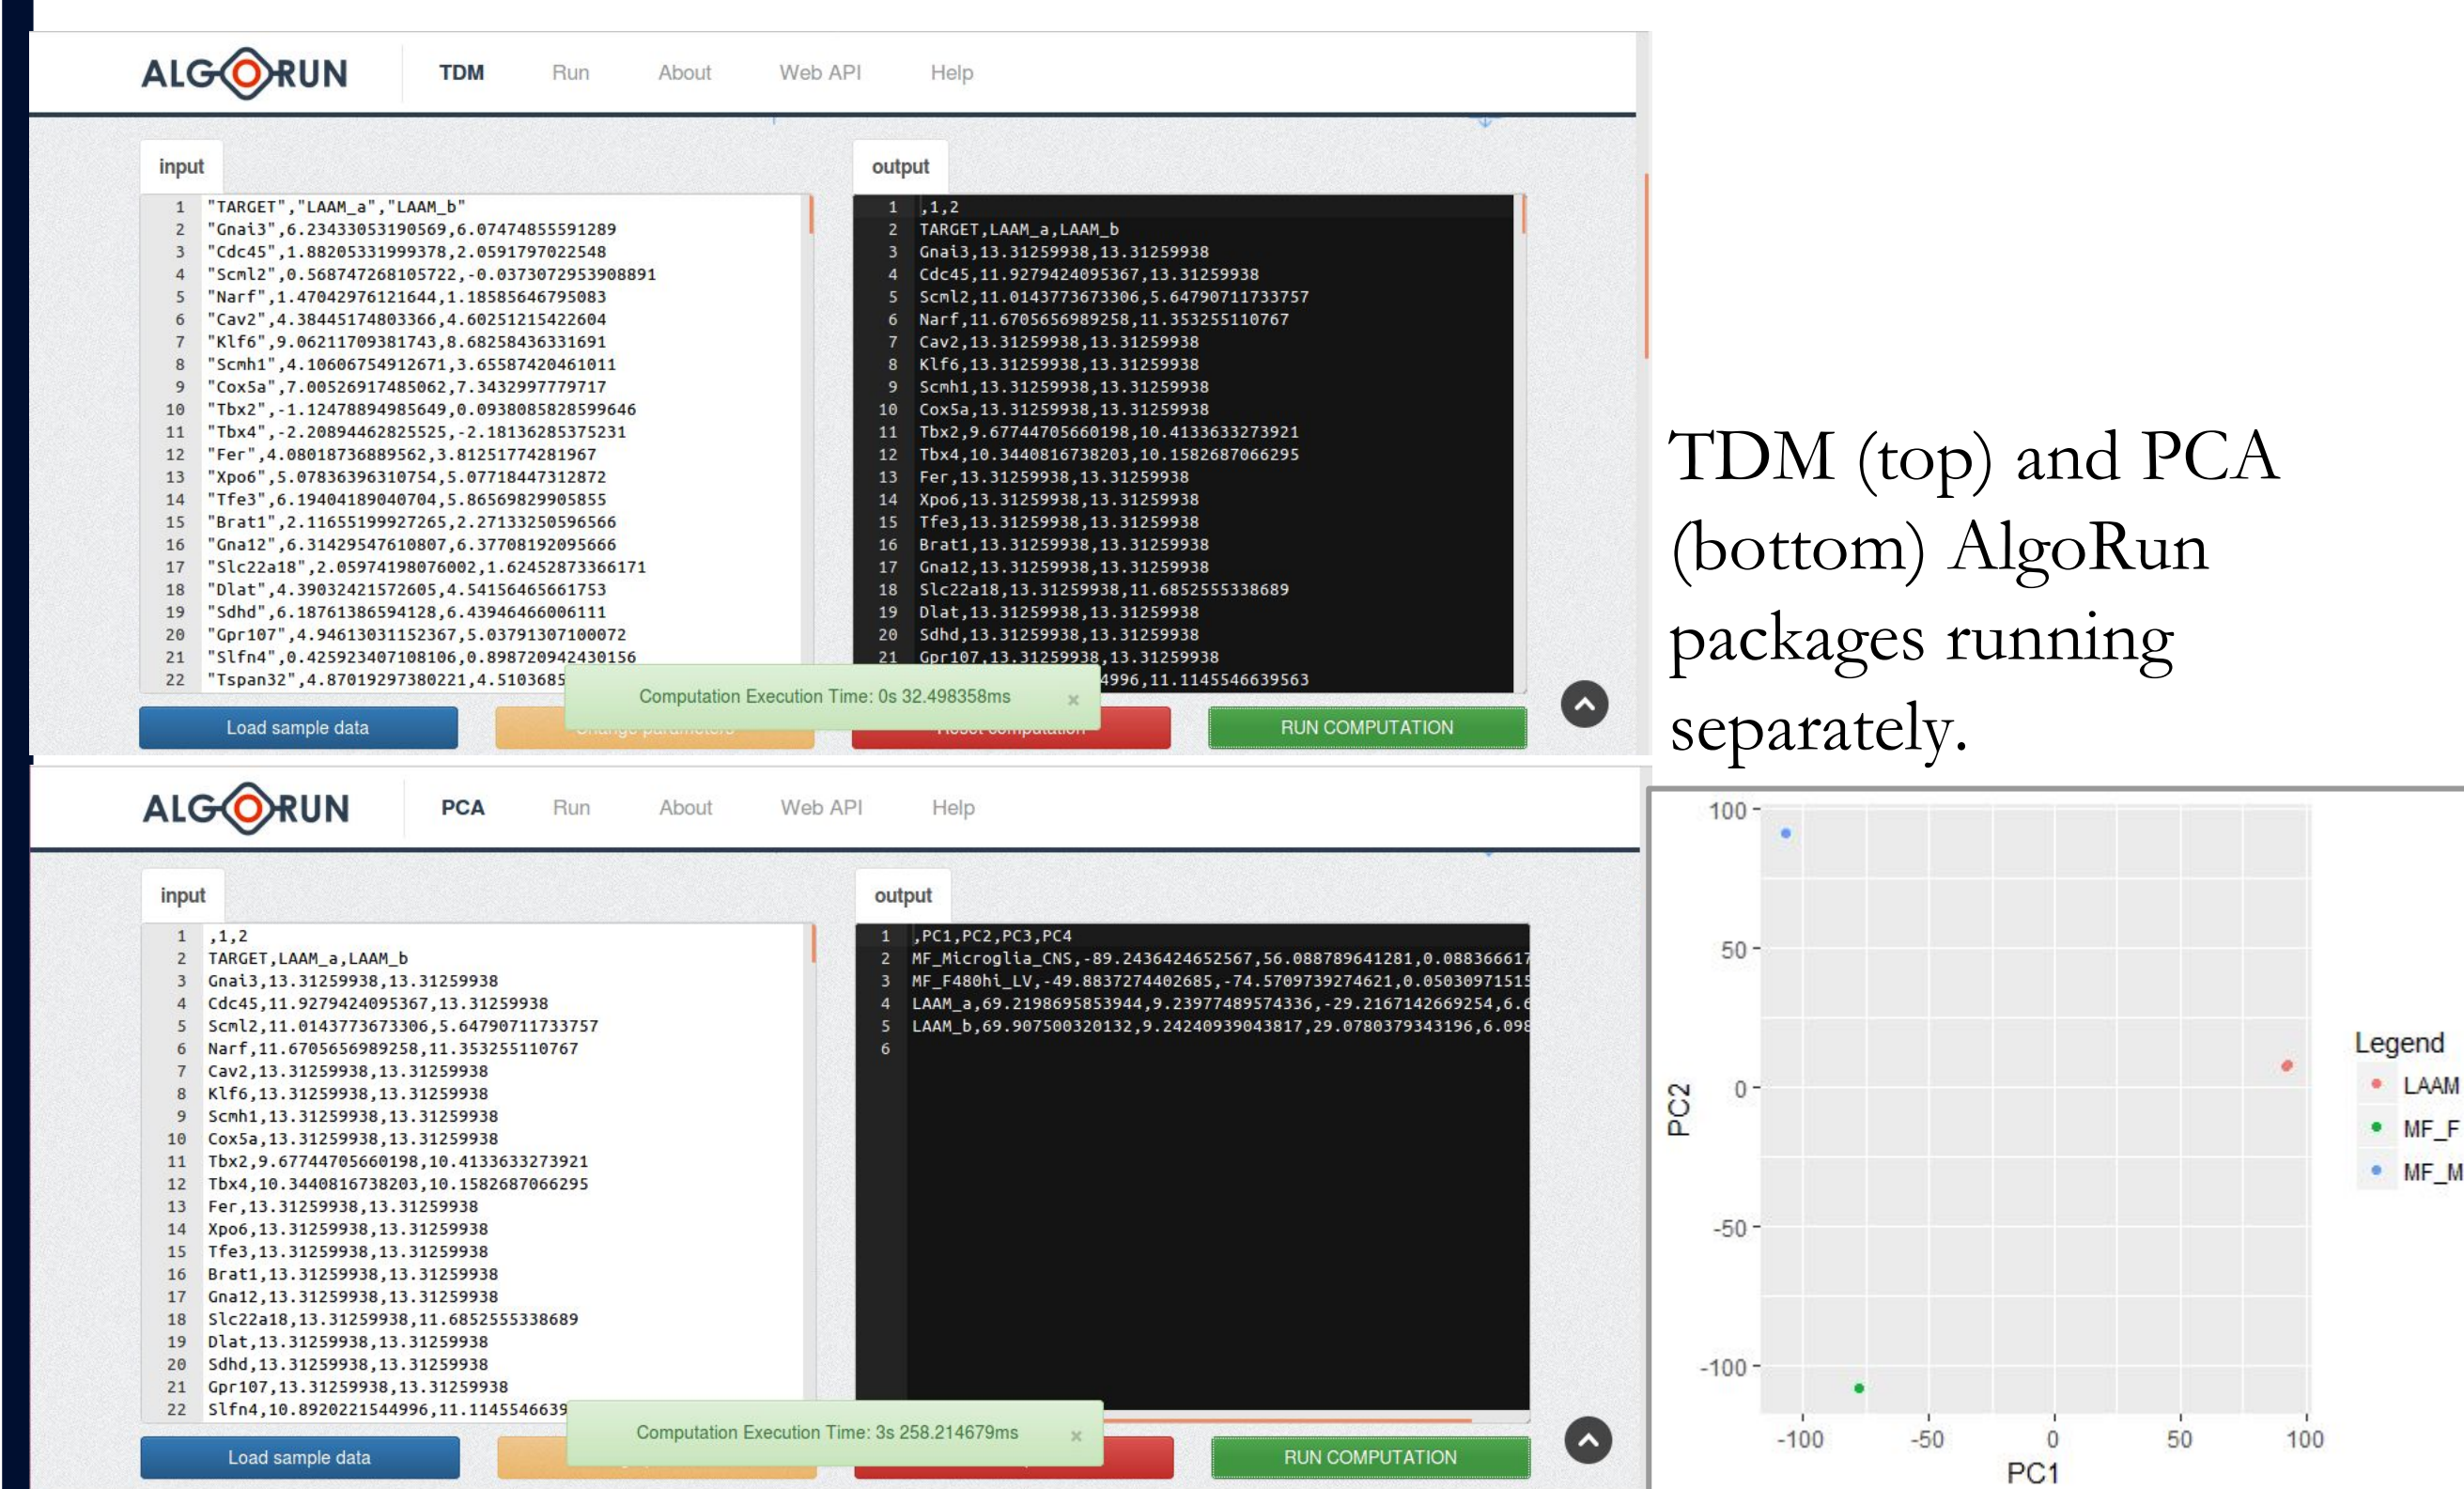 ALGORUN
TDM
Run
About
Web API
Help
input
1 "TARGET","LAAM_a","LAAM_b"
2 "Gnai3",6.23433053190569,6.07474855591289
3 "Cdc45",1.88205331999378,2.0591797022548
4 "Scml2",0.568747268105722,-0.0373072953908891
5 "Narf",1.47042976121644,1.18585646795083
6 "Cav2",4.38445174803366,4.60251215422604
7 "Klf6",9.06211709381743,8.68258436331691
8 "Scmh1",4.10606754912671,3.65587420461011
9 "Cox5a",7.00526917485062,7.3432997779717
10 "Tbx2",-1.12478894985649,0.0938085828599646
11 "Tbx4",-2.20894462825525,-2.18136285375231
12 "Fer",4.08018736889562,3.81251774281967
13 "Xpo6",5.07836396310754,5.07718447312872
14 "Tfe3",6.19404189040704,5.86569829905855
15 "Brat1",2.11655199927265,2.27133250596566
16 "Gna12",6.31429547610807,6.37708192095666
17 "Slc22a18",2.05974198076002,1.62452873366171
18 "Dlat",4.39032421572605,4.54156465661753
19 "Sdhd",6.18761386594128,6.43946466006111
20 "Gpr107",4.94613031152367,5.03791307100072
21 "Slfn4",0.425923407108106,0.898720942430156
22 "Tspan32",4.87019297380221,4.5103685
output
1 ,1,2
2 TARGET,LAAM_a,LAAM_b
3 Gnai3,13.31259938,13.31259938
4 Cdc45,11.9279424095367,13.31259938
5 Scml2,11.0143773673306,5.64790711733757
6 Narf,11.6705656989258,11.353255110767
7 Cav2,13.31259938,13.31259938
8 Klf6,13.31259938,13.31259938
9 Scmh1,13.31259938,13.31259938
10 Cox5a,13.31259938,13.31259938
11 Tbx2,9.67744705660198,10.4133633273921
12 Tbx4,10.3440816738203,10.1582687066295
13 Fer,13.31259938,13.31259938
14 Xpo6,13.31259938,13.31259938
15 Tfe3,13.31259938,13.31259938
16 Brat1,13.31259938,13.31259938
17 Gna12,13.31259938,13.31259938
18 Slc22a18,13.31259938,11.6852555338689
19 Dlat,13.31259938,13.31259938
20 Sdhd,13.31259938,13.31259938
21 Gpr107,13.31259938,13.31259938
4996,11.1145546639563
Computation Execution Time: 0s 32.498358ms ×
Load sample data
Change parameters
Reset computation
RUN COMPUTATION
TDM (top) and PCA
(bottom) AlgoRun
packages running
separately.
ALGORUN
PCA
Run
About
Web API
Help
input
1 ,1,2
2 TARGET,LAAM_a,LAAM_b
3 Gnai3,13.31259938,13.31259938
4 Cdc45,11.9279424095367,13.31259938
5 Scml2,11.0143773673306,5.64790711733757
6 Narf,11.6705656989258,11.353255110767
7 Cav2,13.31259938,13.31259938
8 Klf6,13.31259938,13.31259938
9 Scmh1,13.31259938,13.31259938
10 Cox5a,13.31259938,13.31259938
11 Tbx2,9.67744705660198,10.4133633273921
12 Tbx4,10.3440816738203,10.1582687066295
13 Fer,13.31259938,13.31259938
14 Xpo6,13.31259938,13.31259938
15 Tfe3,13.31259938,13.31259938
16 Brat1,13.31259938,13.31259938
17 Gna12,13.31259938,13.31259938
18 Slc22a18,13.31259938,11.6852555338689
19 Dlat,13.31259938,13.31259938
20 Sdhd,13.31259938,13.31259938
21 Gpr107,13.31259938,13.31259938
22 Slfn4,10.8920221544996,11.1145546639
output
1 ,PC1,PC2,PC3,PC4
2 MF_Microglia_CNS,-89.2436424652567,56.088789641281,0.088366617
3 MF_F480hi_LV,-49.8837274402685,-74.5709739274621,0.05030971515
4 LAAM_a,69.2198695853944,9.23977489574336,-29.2167142669254,6.6
5 LAAM_b,69.907500320132,9.24240939043817,29.0780379343196,6.098
6
Computation Execution Time: 3s 258.214679ms ×
Load sample data
RUN COMPUTATION
100
50
0
-50
-100
PC2
-100
-50
0
50
100
PC1
Legend
LAAM
MF_F
MF_M